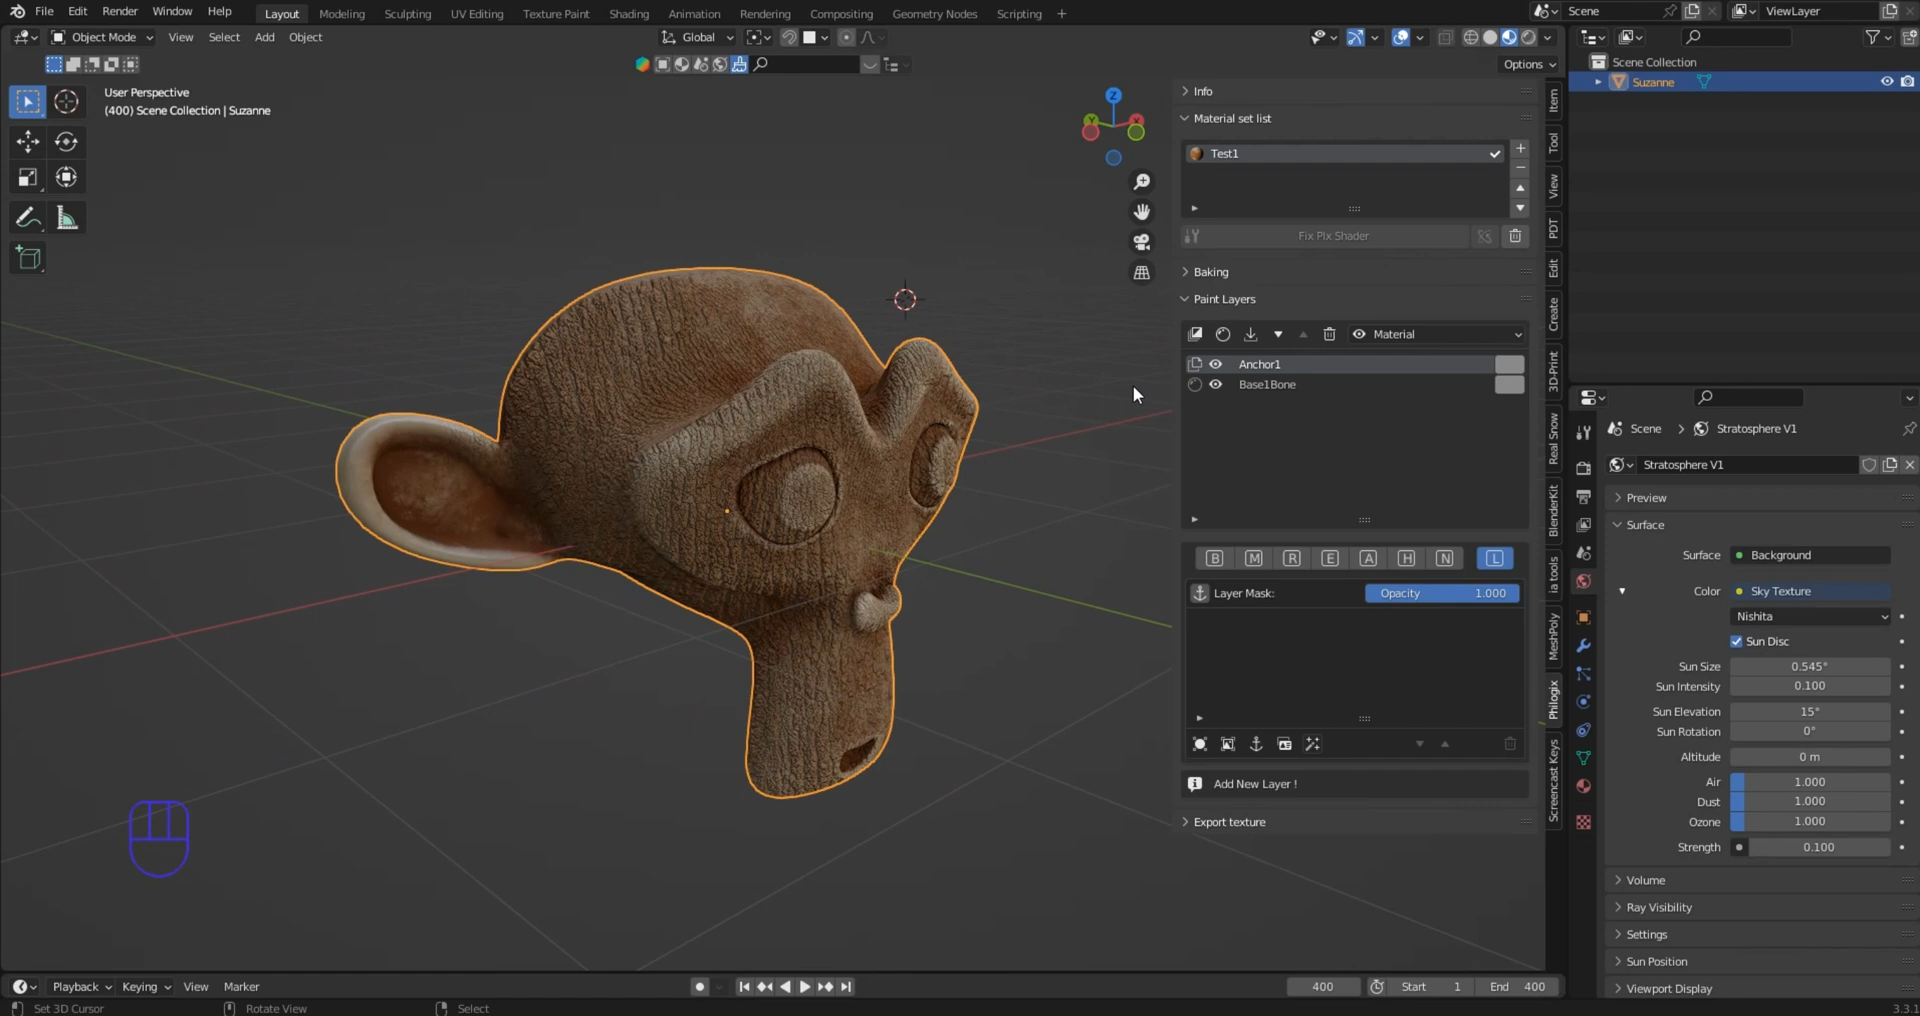 File Edit Render Window Help Layout Modeling Sculpting UV Editing Texture Paint Shading Animation Rendering Compositing Geometry Nodes Scripting + Scene ViewLayer
Object Mode View Select Add Object Global
Options
User Perspective
(400) Scene Collection | Suzanne
Z
Y
X
Info
Material set list
Test1
Fix Plx Shader
Baking
Paint Layers
Material
Anchor1
Base1Bone
B M R E A H N L
Layer Mask: Opacity 1.000
Add New Layer !
Export texture
Item
Tool
View
PDT
Edit
Create
3D-Print
Real Snow
BlenderKit
ia tools
MeshPoly
Philogix
Screencast Keys
Scene Collection
Suzanne
Scene > Stratosphere V1
Stratosphere V1
Preview
Surface
Surface Background
Color Sky Texture
Nishita
Sun Disc
Sun Size 0.545°
Sun Intensity 0.100
Sun Elevation 15°
Sun Rotation 0°
Altitude 0 m
Air 1.000
Dust 1.000
Ozone 1.000
Strength 0.100
Volume
Ray Visibility
Settings
Sun Position
Viewport Display
Playback Keying View Marker 400 Start 1 End 400
Set 3D Cursor Rotate View Select 3.3.1